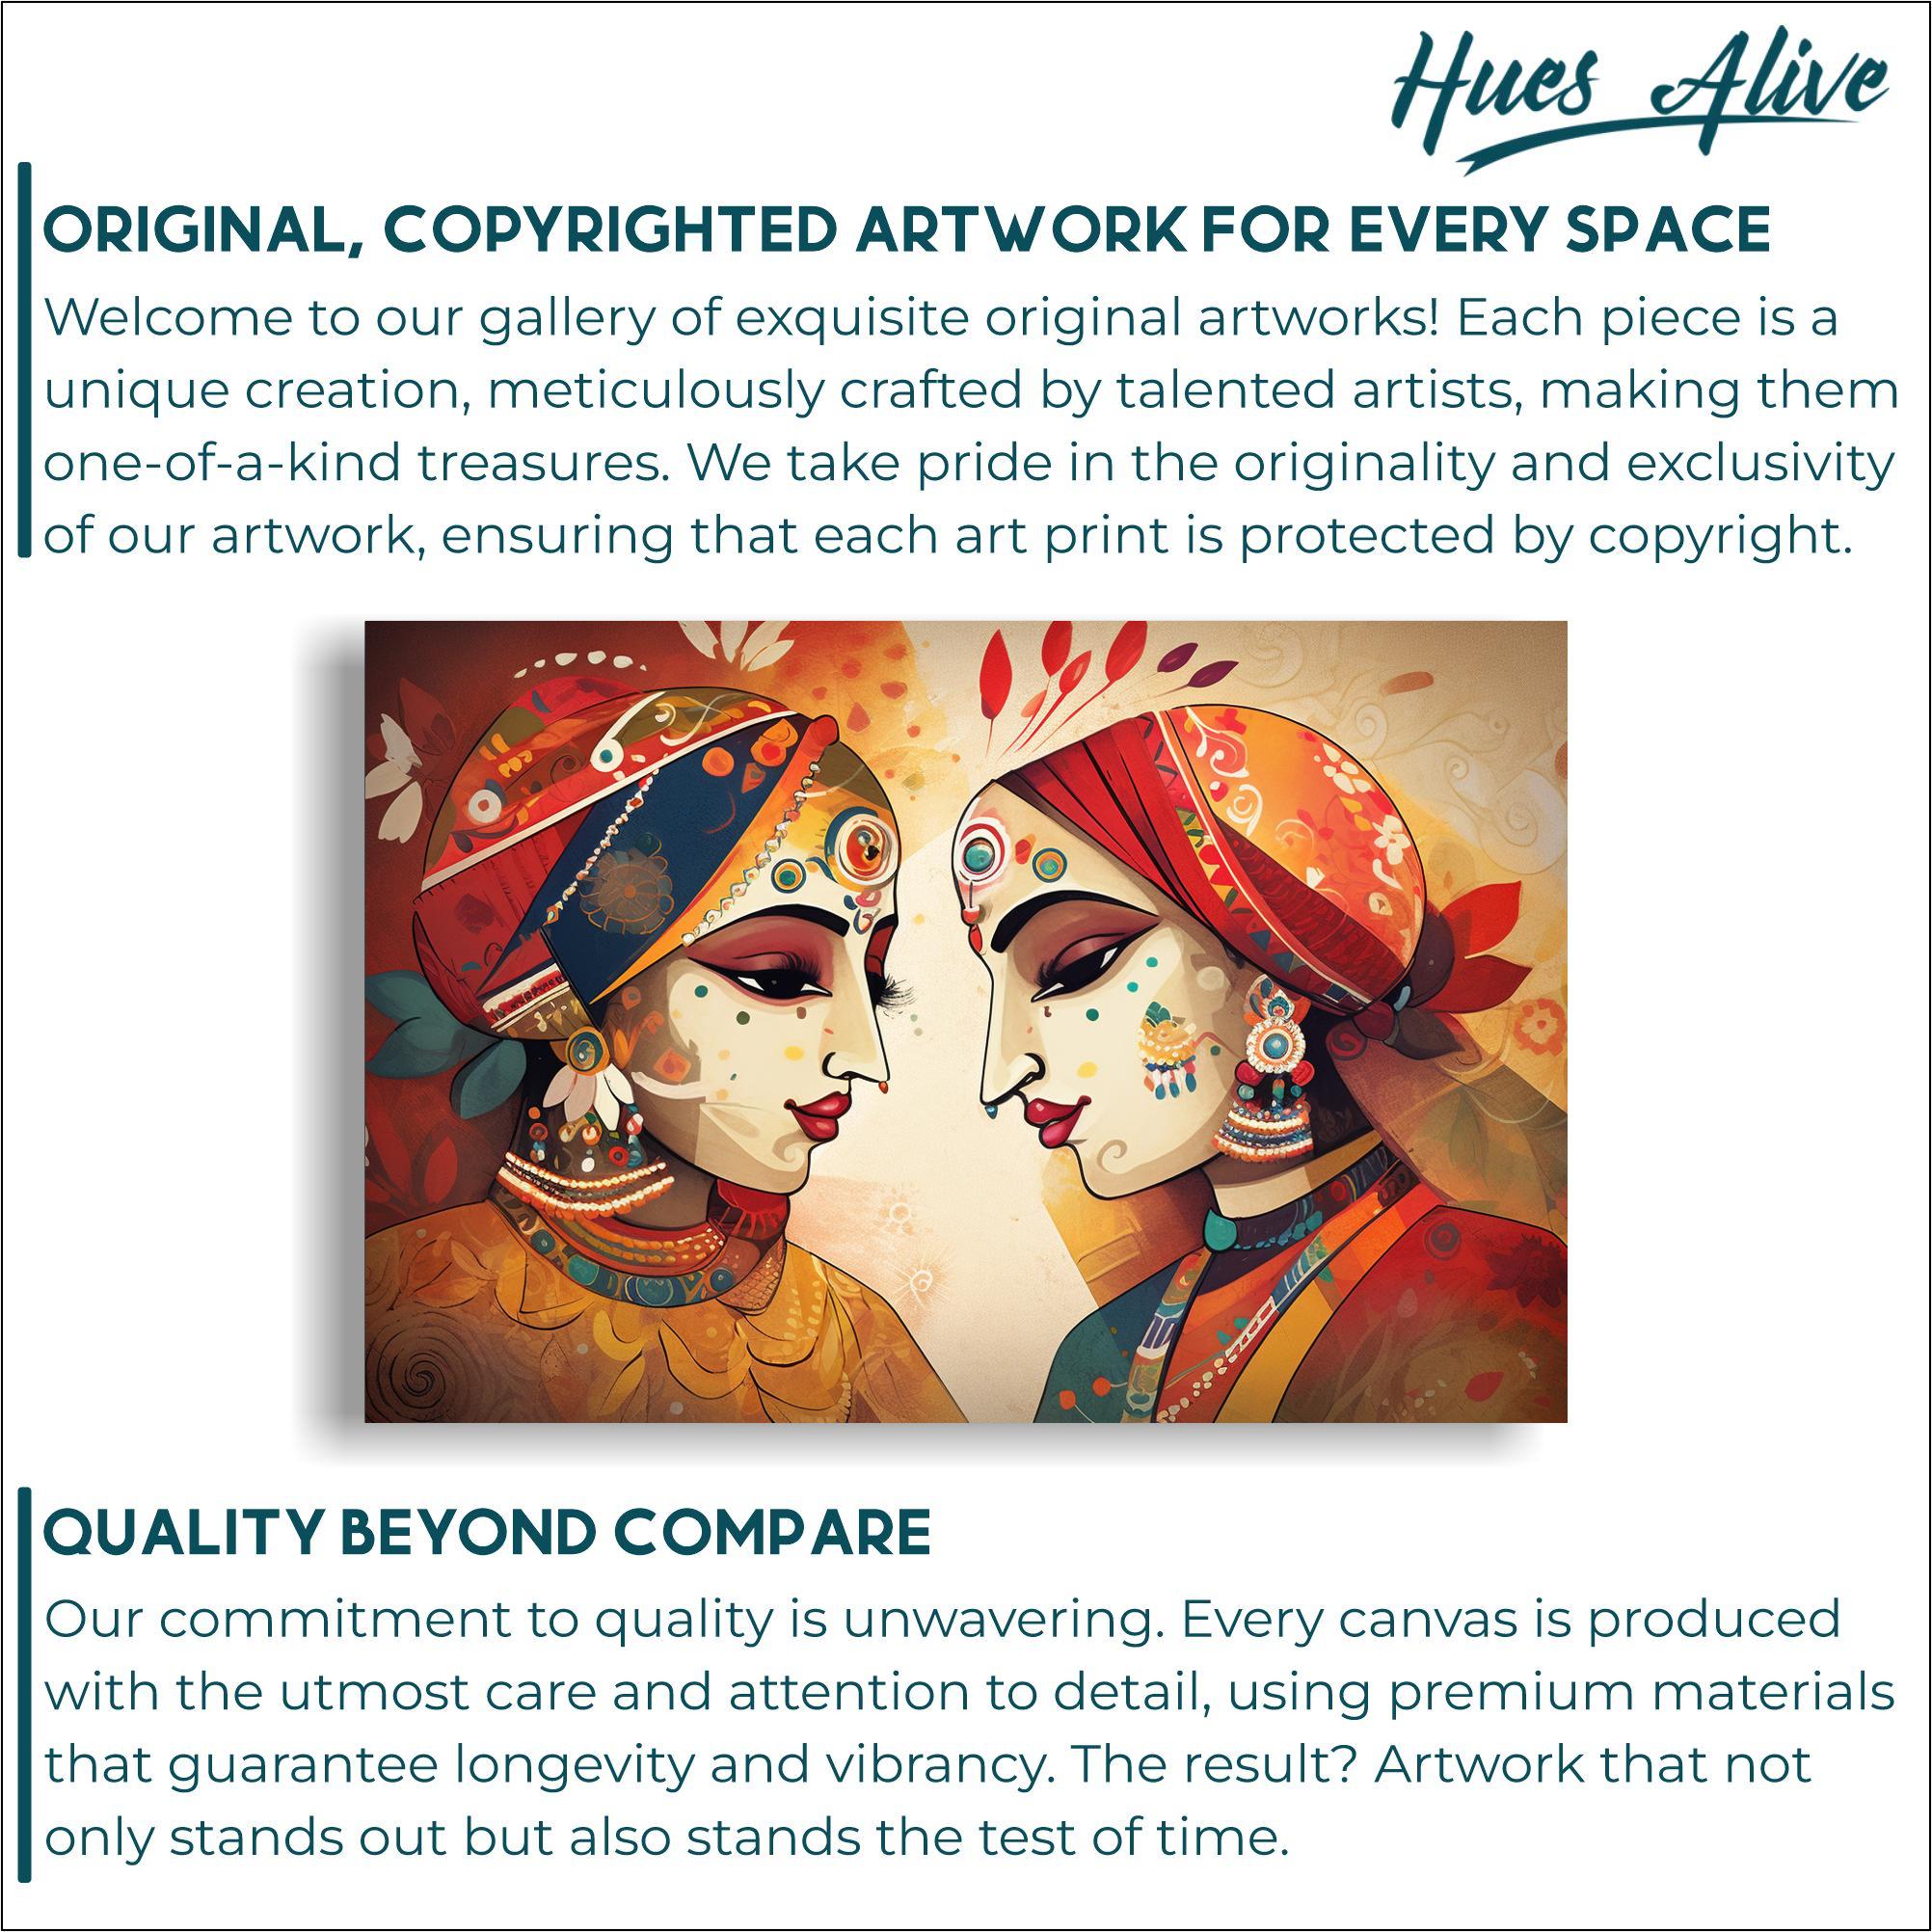 Hues Alive
ORIGINAL, COPYRIGHTED ARTWORK FOR EVERY SPACE
Welcome to our gallery of exquisite original artworks! Each piece is a
unique creation, meticulously crafted by talented artists, making them
one-of-a-kind treasures. We take pride in the originality and exclusivity
of our artwork, ensuring that each art print is protected by copyright.
QUALITY BEYOND COMPARE
Our commitment to quality is unwavering. Every canvas is produced
with the utmost care and attention to detail, using premium materials
that guarantee longevity and vibrancy. The result? Artwork that not
only stands out but also stands the test of time.